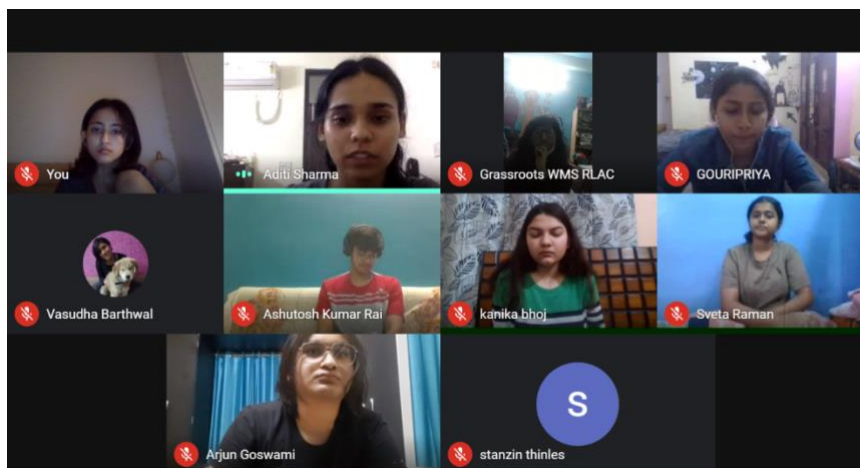 You
Aditi Sharma
Grassroots WMS RLAC
GOURIPRIYA
Vasudha Barthwal
Ashutosh Kumar Rai
kanika bhoj
Sveta Raman
Arjun Goswami
S
stanzin thinles